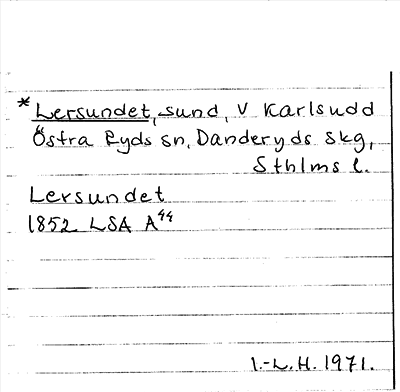 * Lersundet, sund, V Karlsudd
Östra Ryds sn, Danderyds skg,
Sthlms l.
Lersundet
1852 LSA A44
I.-L.H. 1971.